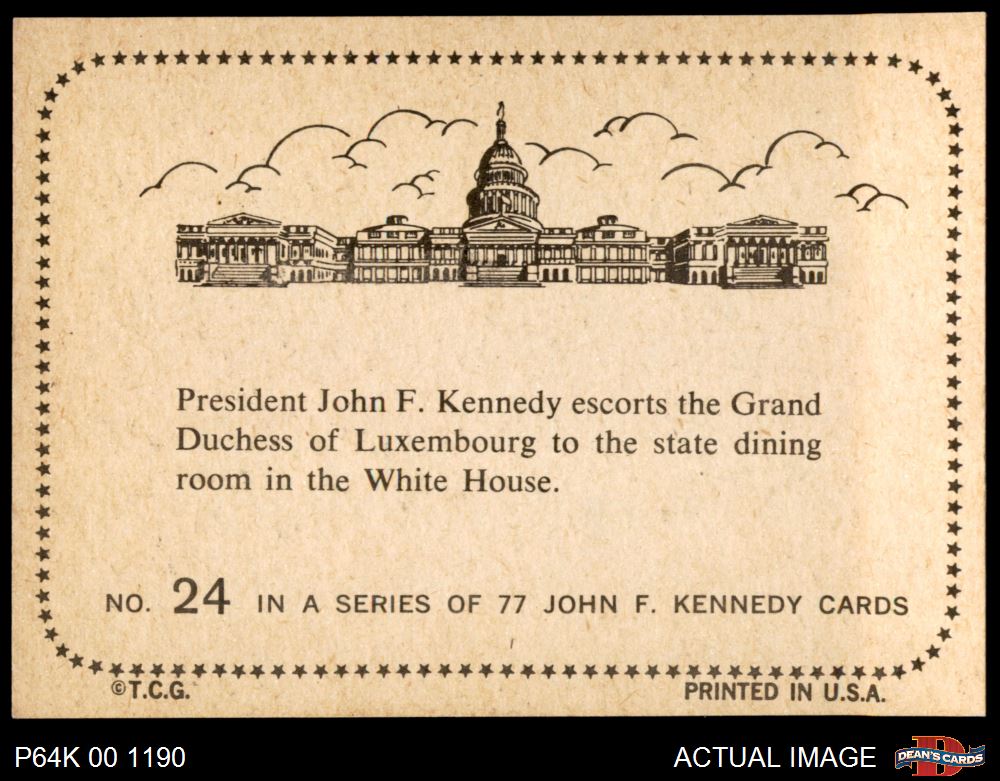 President John F. Kennedy escorts the Grand
Duchess of Luxembourg to the state dining
room in the White House.
NO. 24 IN A SERIES OF 77 JOHN F. KENNEDY CARDS
©T.C.G. PRINTED IN U.S.A.
P64K 00 1190 ACTUAL IMAGE DEAN'S CARDS